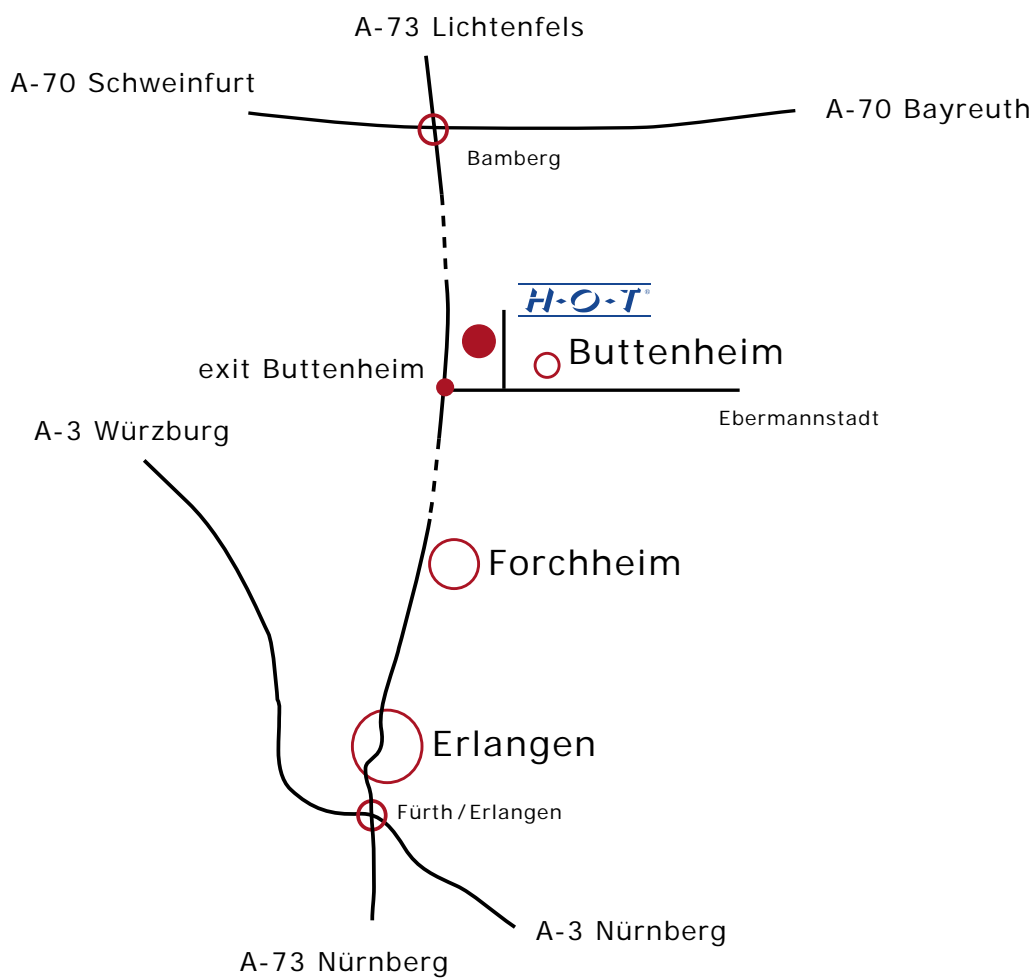 A-73 Lichtenfels
A-70 Schweinfurt
A-70 Bayreuth
Bamberg
H·O·T®
Buttenheim
exit Buttenheim
Ebermannstadt
A-3 Würzburg
Forchheim
Erlangen
Fürth/Erlangen
A-3 Nürnberg
A-73 Nürnberg